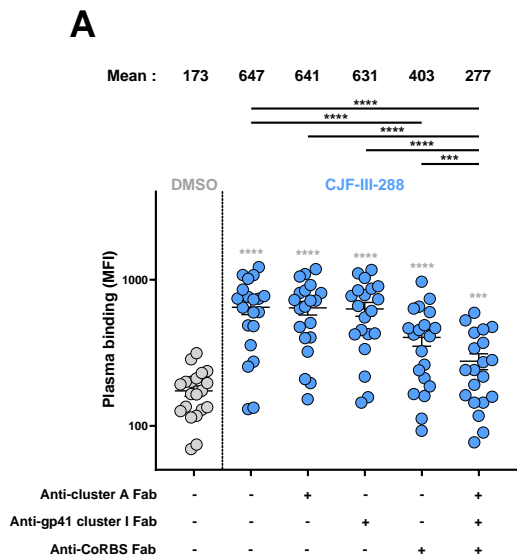 A
Mean : 173 647 641 631 403 277
****
****
****
****
***
DMSO CJF-III-288
**** **** **** **** ***
1000
Plasma binding (MFI)
100
Anti-cluster A Fab - - + - - +
Anti-gp41 cluster I Fab - - - + - +
Anti-CoRBS Fab - - - - + +